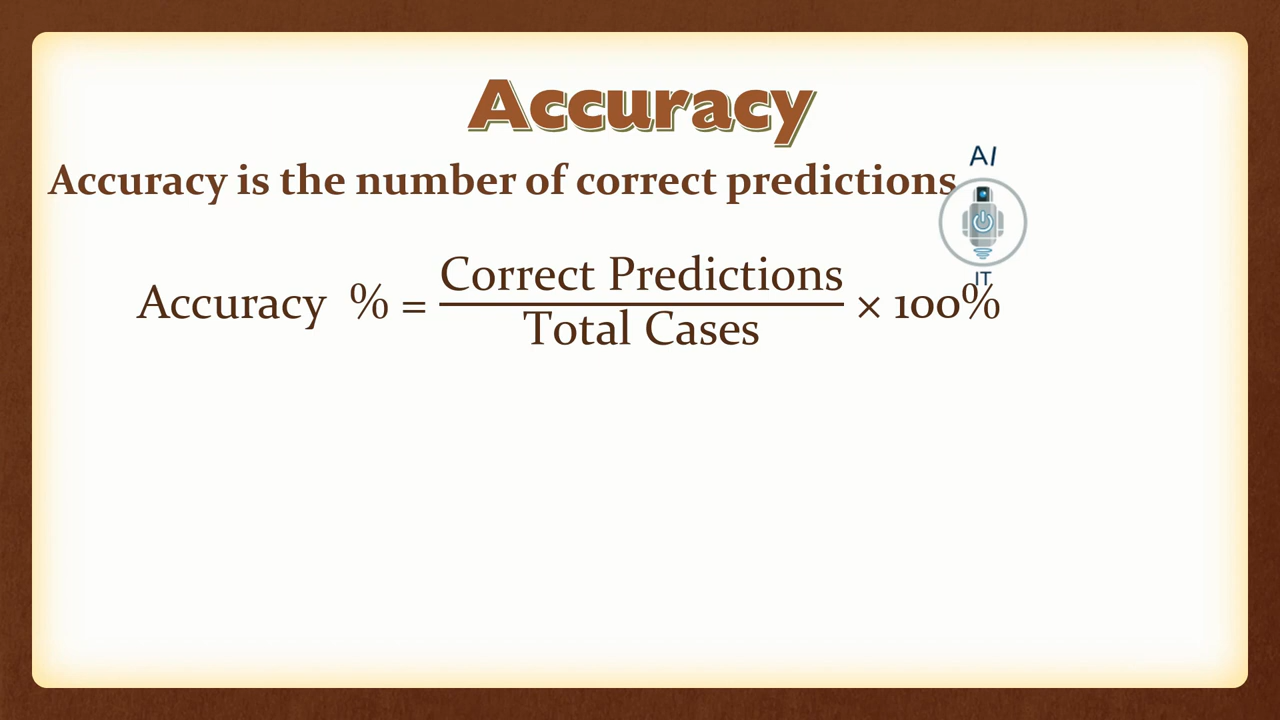 Accuracy
AI
Accuracy is the number of correct predictions
IT
Accuracy % = Correct Predictions / Total Cases × 100%